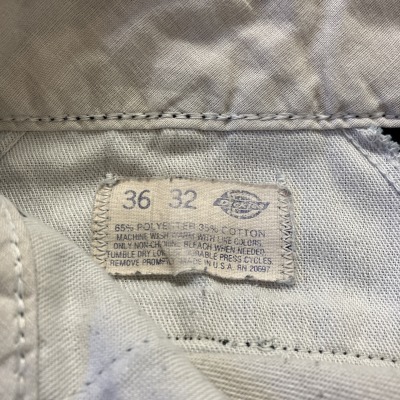 36 32 Dickies
65% POLYESTER 35% COTTON
MACHINE WASH WARM WITH LIKE COLORS.
ONLY NON-CHLORINE BLEACH WHEN NEEDED.
TUMBLE DRY LOW. DURABLE PRESS CYCLES.
REMOVE PROMPTLY. MADE IN U.S.A. RN 20697